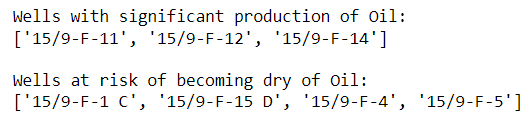 Wells with significant production of Oil:
['15/9-F-11', '15/9-F-12', '15/9-F-14']
Wells at risk of becoming dry of Oil:
['15/9-F-1 C', '15/9-F-15 D', '15/9-F-4', '15/9-F-5']